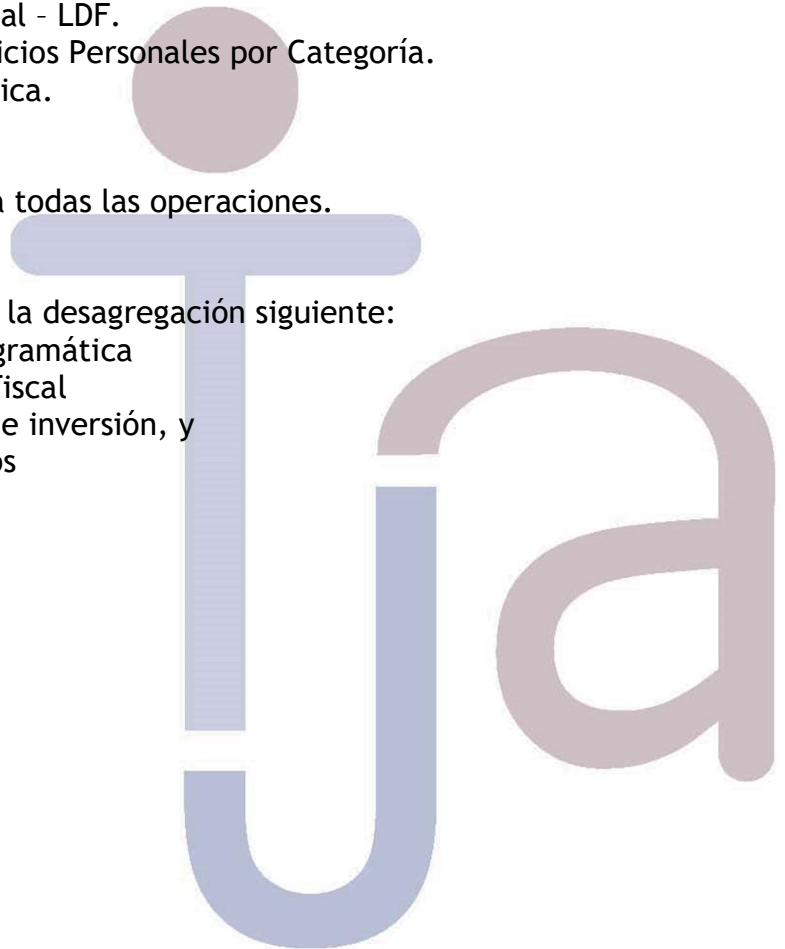 al – LDF.
icios Personales por Categoría.
ica.
a todas las operaciones.
la desagregación siguiente:
gramática
fiscal
e inversión, y
os